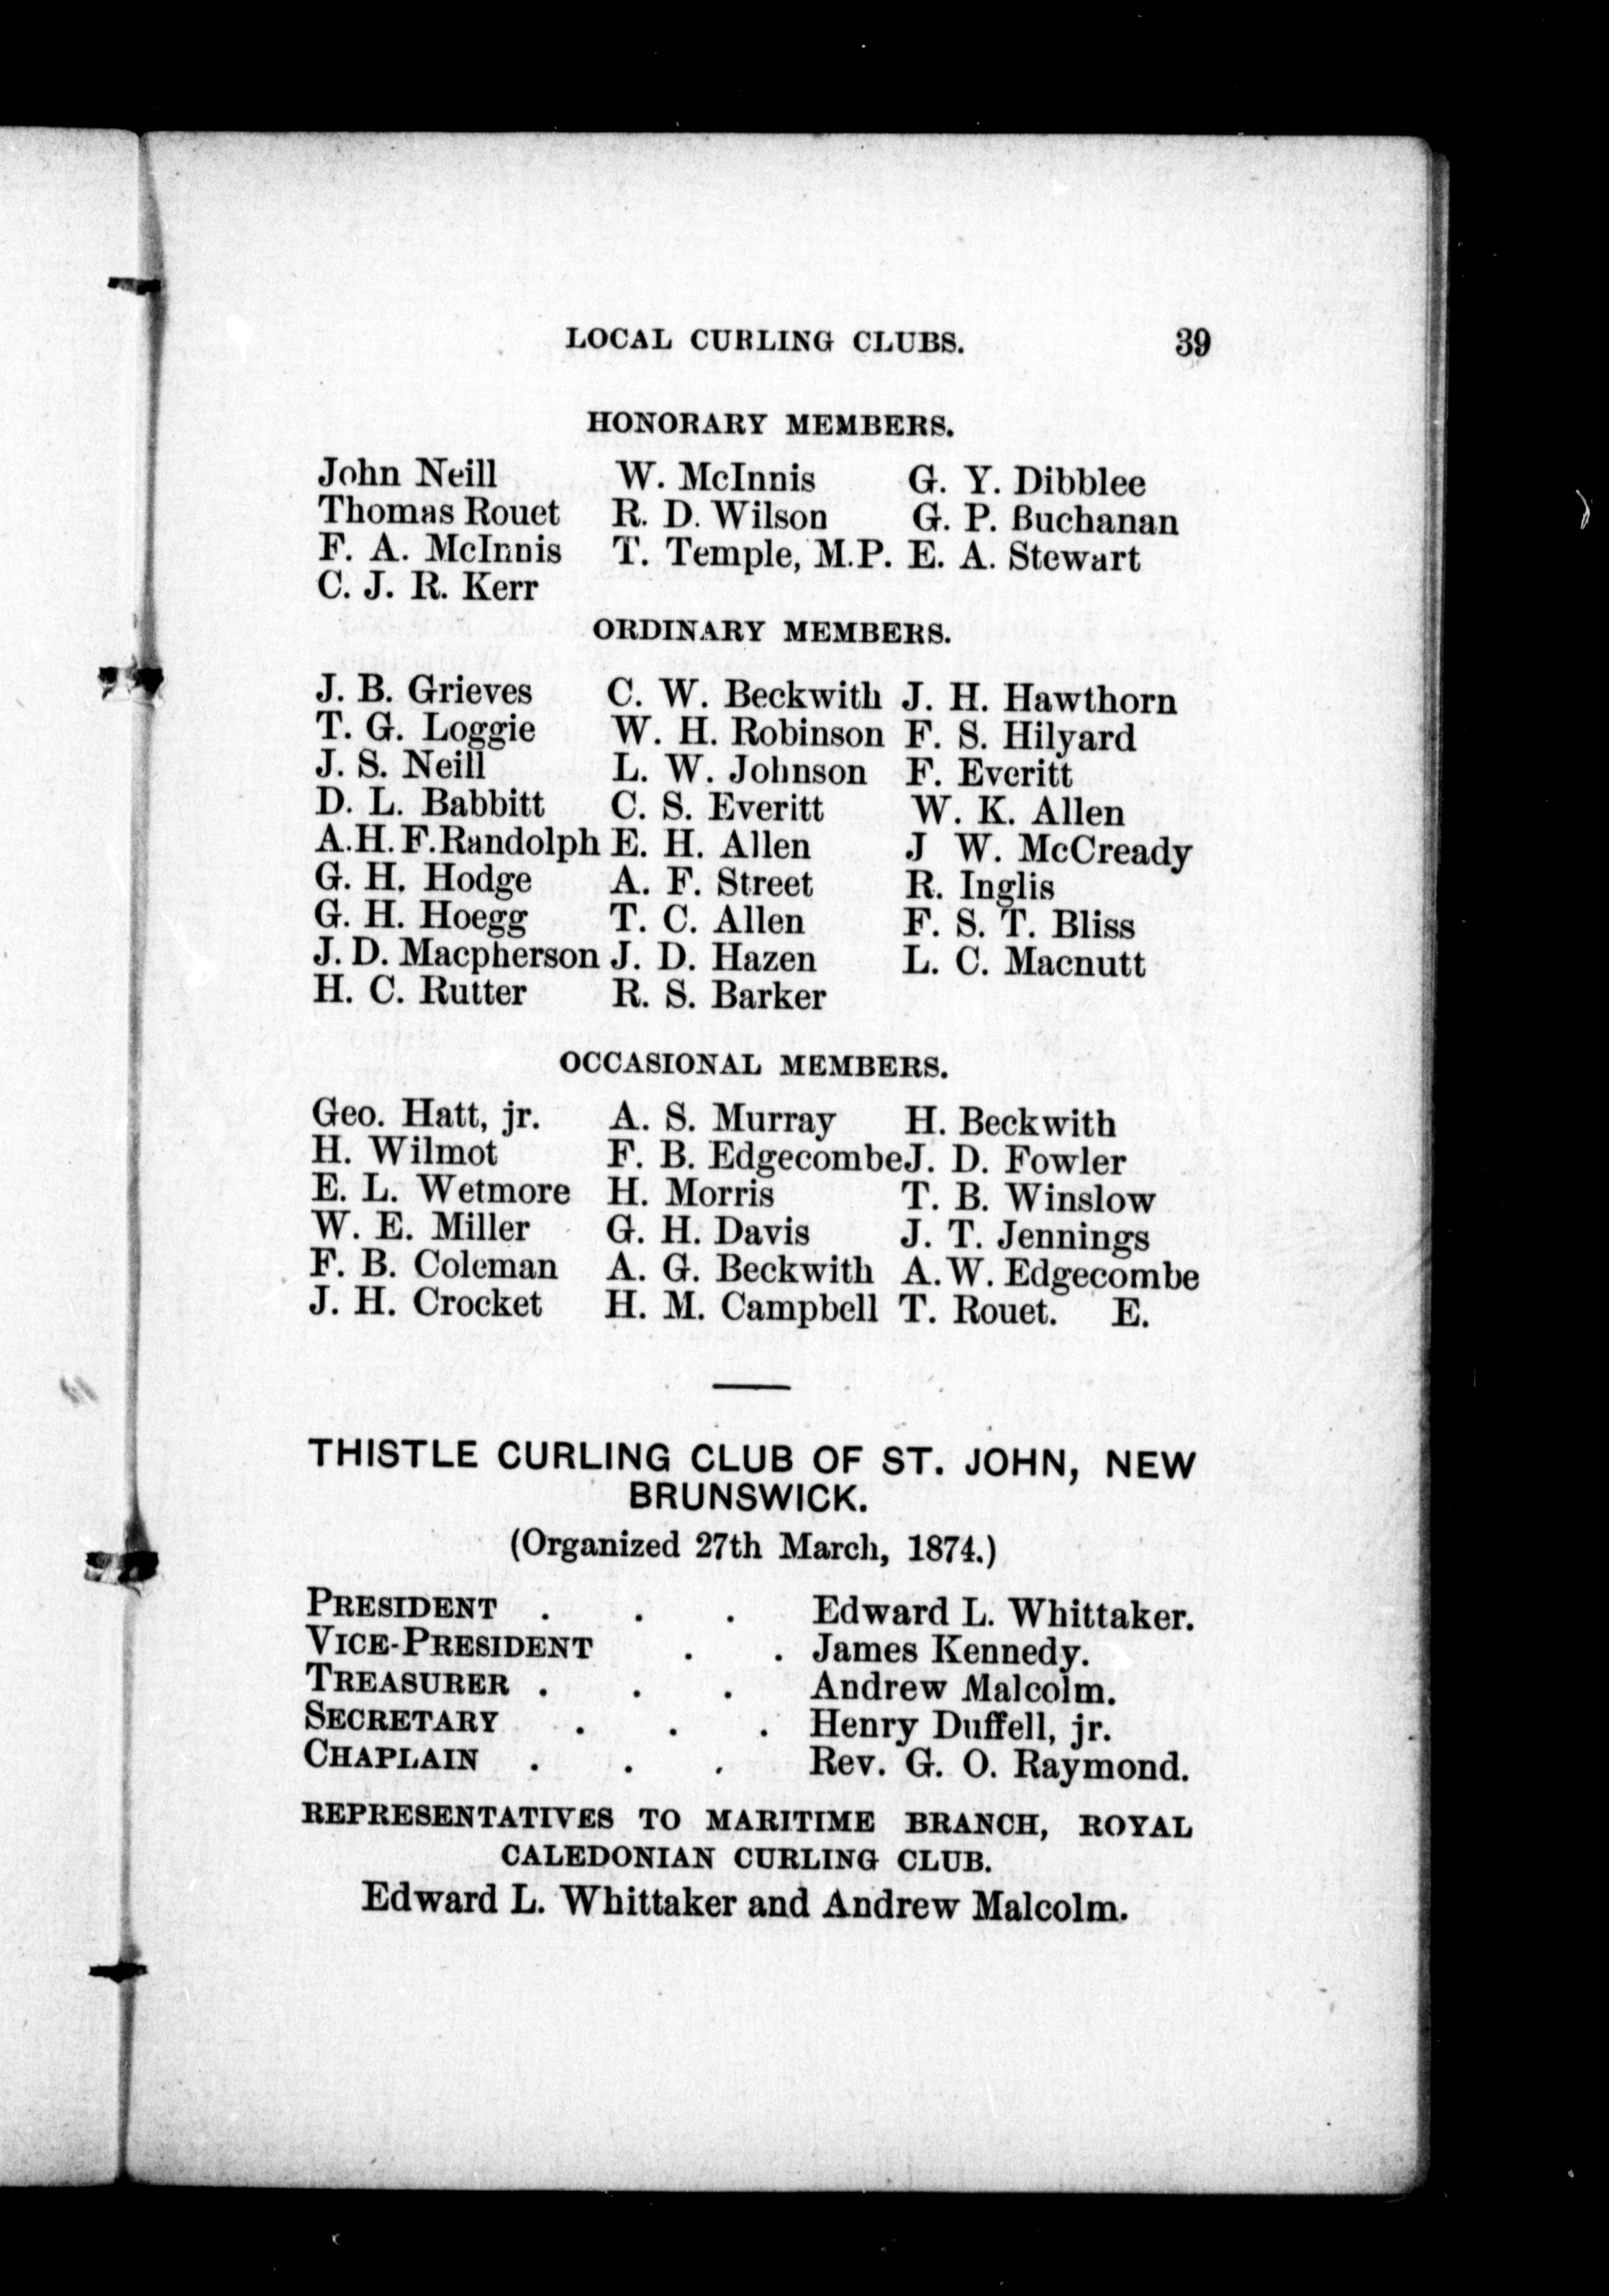 LOCAL CURLING CLUBS. 39
HONORARY MEMBERS.
John Neill W. McInnis G. Y. Dibblee
Thomas Rouet R. D. Wilson G. P. Buchanan
F. A. McInnis T. Temple, M.P. E. A. Stewart
C. J. R. Kerr
ORDINARY MEMBERS.
J. B. Grieves C. W. Beckwith J. H. Hawthorn
T. G. Loggie W. H. Robinson F. S. Hilyard
J. S. Neill L. W. Johnson F. Everitt
D. L. Babbitt C. S. Everitt W. K. Allen
A.H.F.Randolph E. H. Allen J W. McCready
G. H. Hodge A. F. Street R. Inglis
G. H. Hoegg T. C. Allen F. S. T. Bliss
J. D. Macpherson J. D. Hazen L. C. Macnutt
H. C. Rutter R. S. Barker
OCCASIONAL MEMBERS.
Geo. Hatt, jr. A. S. Murray H. Beckwith
H. Wilmot F. B. Edgecombe J. D. Fowler
E. L. Wetmore H. Morris T. B. Winslow
W. E. Miller G. H. Davis J. T. Jennings
F. B. Coleman A. G. Beckwith A. W. Edgecombe
J. H. Crocket H. M. Campbell T. Rouet. E.
THISTLE CURLING CLUB OF ST. JOHN, NEW
BRUNSWICK.
(Organized 27th March, 1874.)
PRESIDENT . . . Edward L. Whittaker.
VICE-PRESIDENT . . James Kennedy.
TREASURER . . . Andrew Malcolm.
SECRETARY . . . Henry Duffell, jr.
CHAPLAIN . . . Rev. G. O. Raymond.
REPRESENTATIVES TO MARITIME BRANCH, ROYAL
CALEDONIAN CURLING CLUB.
Edward L. Whittaker and Andrew Malcolm.